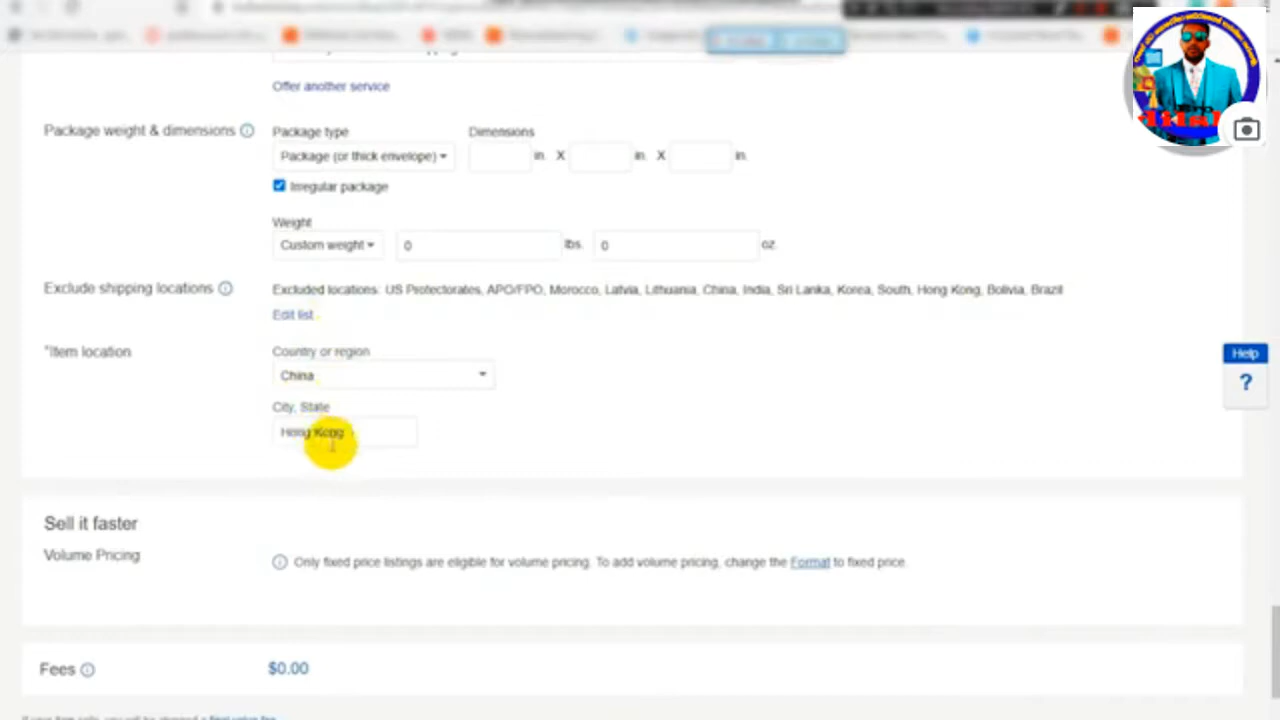 Offer another service
Package weight & dimensions
Package type
Dimensions
Package (or thick envelope)
in. X in. X in.
Irregular package
Weight
Custom weight
0 lbs. 0 oz.
Exclude shipping locations
Excluded locations: US Protectorates, APO/FPO, Morocco, Latvia, Lithuania, China, India, Sri Lanka, Korea, South, Hong Kong, Bolivia, Brazil
Edit list
*Item location
Country or region
China
City, State
Hong Kong
Help
?
Sell it faster
Volume Pricing
Only fixed price listings are eligible for volume pricing. To add volume pricing, change the Format to fixed price.
Fees
$0.00